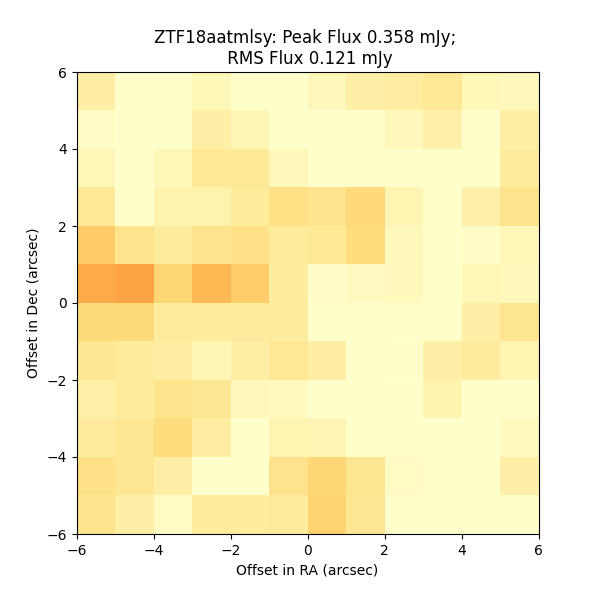 ZTF18aatmlsy: Peak Flux 0.358 mJy;
RMS Flux 0.121 mJy
6
4
2
0
−2
−4
−6
Offset in Dec (arcsec)
−6 −4 −2 0 2 4 6
Offset in RA (arcsec)